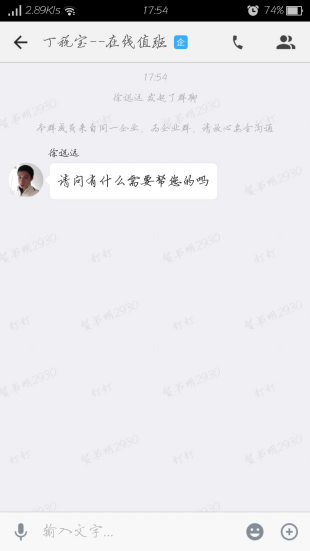 2.89K/s 17:54 74%
丁税宝--在线值班 企
17:54
徐远远 发起了群聊
本群成员来自同一企业，为企业群，请放心安全沟通
徐远远
请问有什么需要帮您的吗
钉钉
输入文字...